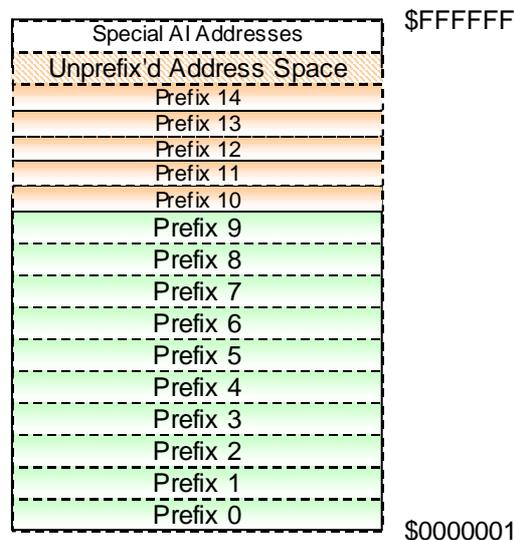 Special AI Addresses
$FFFFFF
Unprefix'd Address Space
Prefix 14
Prefix 13
Prefix 12
Prefix 11
Prefix 10
Prefix 9
Prefix 8
Prefix 7
Prefix 6
Prefix 5
Prefix 4
Prefix 3
Prefix 2
Prefix 1
Prefix 0
$0000001